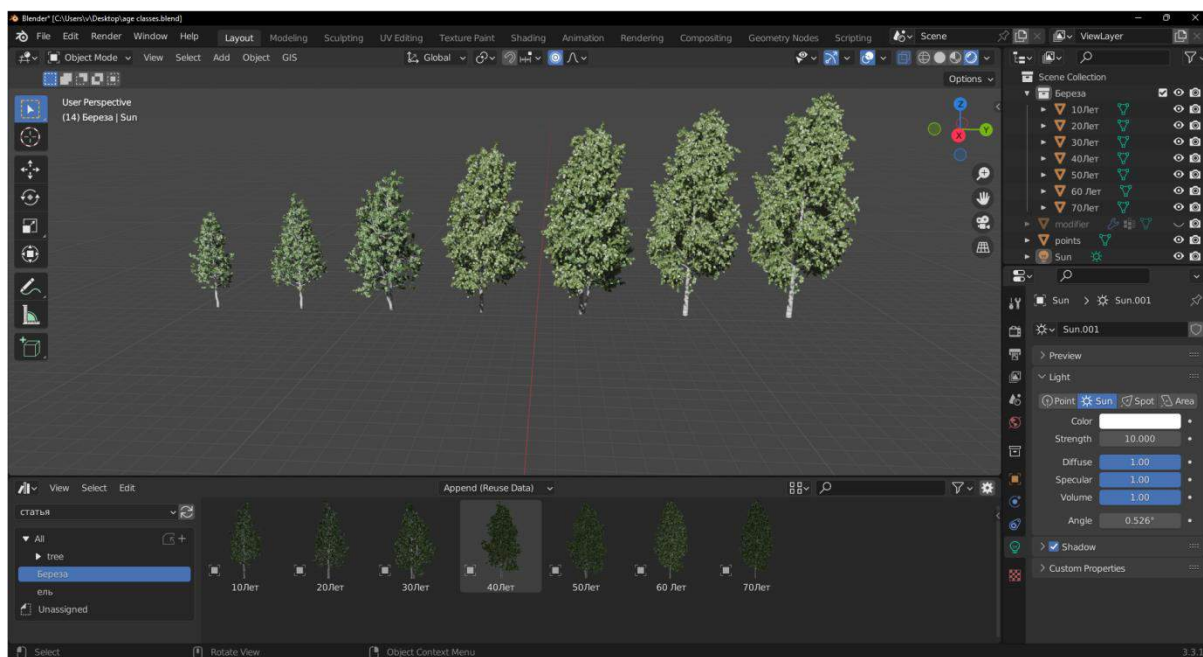 Blender* [C:\Users\v\Desktop\age classes.blend]
File Edit Render Window Help Layout Modeling Sculpting UV Editing Texture Paint Shading Animation Rendering Compositing Geometry Nodes Scripting Scene ViewLayer
Object Mode View Select Add Object GIS Global
Options
User Perspective
(14) Береза | Sun
Z
Y
X
Scene Collection
Береза
10Лет
20Лет
30Лет
40Лет
50Лет
60 Лет
70Лет
modifier
points
Sun
Sun > Sun.001
Sun.001
Preview
Light
Point Sun Spot Area
Color
Strength 10.000
Diffuse 1.00
Specular 1.00
Volume 1.00
Angle 0.526°
Shadow
Custom Properties
View Select Edit Append (Reuse Data)
статья
All
tree
Береза
ель
Unassigned
10Лет 20Лет 30Лет 40Лет 50Лет 60 Лет 70Лет
Select Rotate View Object Context Menu 3.3.1